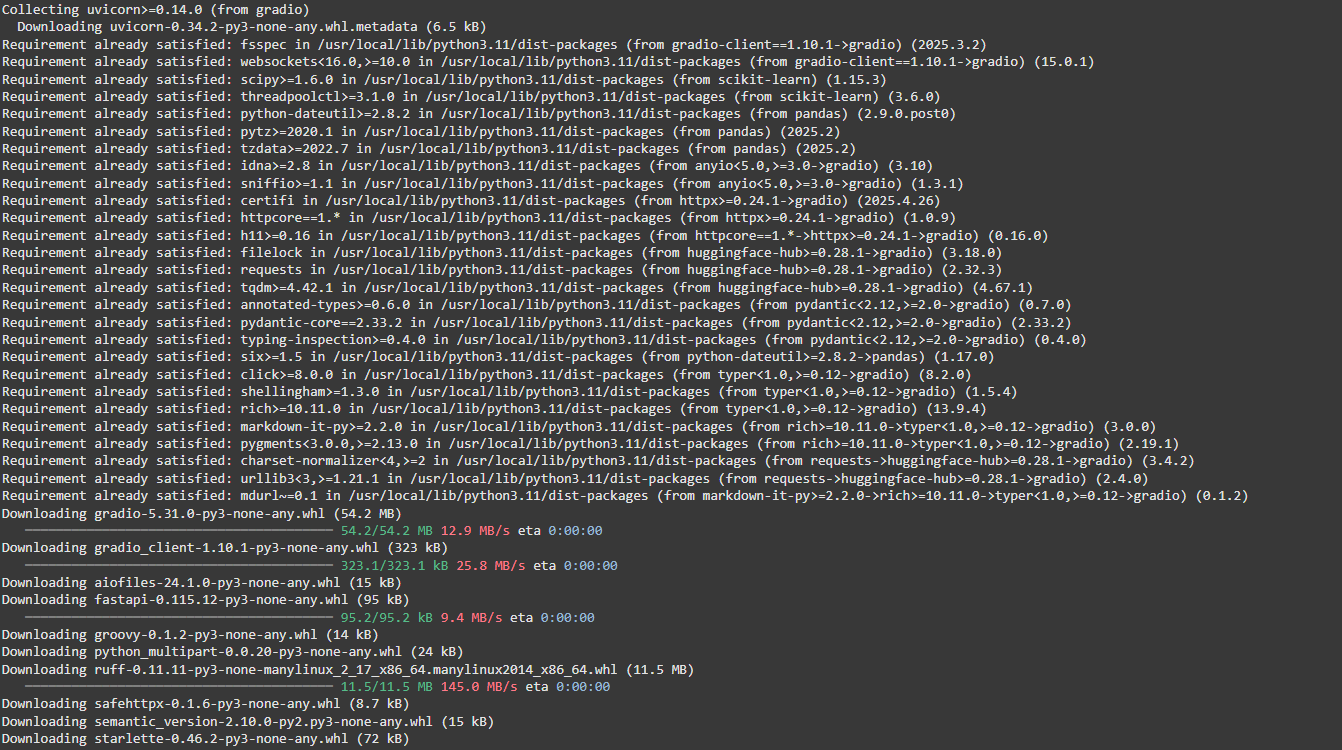 Collecting uvicorn>=0.14.0 (from gradio)
  Downloading uvicorn-0.34.2-py3-none-any.whl.metadata (6.5 kB)
Requirement already satisfied: fsspec in /usr/local/lib/python3.11/dist-packages (from gradio-client==1.10.1->gradio) (2025.3.2)
Requirement already satisfied: websockets<16.0,>=10.0 in /usr/local/lib/python3.11/dist-packages (from gradio-client==1.10.1->gradio) (15.0.1)
Requirement already satisfied: scipy>=1.6.0 in /usr/local/lib/python3.11/dist-packages (from scikit-learn) (1.15.3)
Requirement already satisfied: threadpoolctl>=3.1.0 in /usr/local/lib/python3.11/dist-packages (from scikit-learn) (3.6.0)
Requirement already satisfied: python-dateutil>=2.8.2 in /usr/local/lib/python3.11/dist-packages (from pandas) (2.9.0.post0)
Requirement already satisfied: pytz>=2020.1 in /usr/local/lib/python3.11/dist-packages (from pandas) (2025.2)
Requirement already satisfied: tzdata>=2022.7 in /usr/local/lib/python3.11/dist-packages (from pandas) (2025.2)
Requirement already satisfied: idna>=2.8 in /usr/local/lib/python3.11/dist-packages (from anyio<5.0,>=3.0->gradio) (3.10)
Requirement already satisfied: sniffio>=1.1 in /usr/local/lib/python3.11/dist-packages (from anyio<5.0,>=3.0->gradio) (1.3.1)
Requirement already satisfied: certifi in /usr/local/lib/python3.11/dist-packages (from httpx>=0.24.1->gradio) (2025.4.26)
Requirement already satisfied: httpcore==1.* in /usr/local/lib/python3.11/dist-packages (from httpx>=0.24.1->gradio) (1.0.9)
Requirement already satisfied: h11>=0.16 in /usr/local/lib/python3.11/dist-packages (from httpcore==1.*->httpx>=0.24.1->gradio) (0.16.0)
Requirement already satisfied: filelock in /usr/local/lib/python3.11/dist-packages (from huggingface-hub>=0.28.1->gradio) (3.18.0)
Requirement already satisfied: requests in /usr/local/lib/python3.11/dist-packages (from huggingface-hub>=0.28.1->gradio) (2.32.3)
Requirement already satisfied: tqdm>=4.42.1 in /usr/local/lib/python3.11/dist-packages (from huggingface-hub>=0.28.1->gradio) (4.67.1)
Requirement already satisfied: annotated-types>=0.6.0 in /usr/local/lib/python3.11/dist-packages (from pydantic<2.12,>=2.0->gradio) (0.7.0)
Requirement already satisfied: pydantic-core==2.33.2 in /usr/local/lib/python3.11/dist-packages (from pydantic<2.12,>=2.0->gradio) (2.33.2)
Requirement already satisfied: typing-inspection>=0.4.0 in /usr/local/lib/python3.11/dist-packages (from pydantic<2.12,>=2.0->gradio) (0.4.0)
Requirement already satisfied: six>=1.5 in /usr/local/lib/python3.11/dist-packages (from python-dateutil>=2.8.2->pandas) (1.17.0)
Requirement already satisfied: click>=8.0.0 in /usr/local/lib/python3.11/dist-packages (from typer<1.0,>=0.12->gradio) (8.2.0)
Requirement already satisfied: shellingham>=1.3.0 in /usr/local/lib/python3.11/dist-packages (from typer<1.0,>=0.12->gradio) (1.5.4)
Requirement already satisfied: rich>=10.11.0 in /usr/local/lib/python3.11/dist-packages (from typer<1.0,>=0.12->gradio) (13.9.4)
Requirement already satisfied: markdown-it-py>=2.2.0 in /usr/local/lib/python3.11/dist-packages (from rich>=10.11.0->typer<1.0,>=0.12->gradio) (3.0.0)
Requirement already satisfied: pygments<3.0.0,>=2.13.0 in /usr/local/lib/python3.11/dist-packages (from rich>=10.11.0->typer<1.0,>=0.12->gradio) (2.19.1)
Requirement already satisfied: charset-normalizer<4,>=2 in /usr/local/lib/python3.11/dist-packages (from requests->huggingface-hub>=0.28.1->gradio) (3.4.2)
Requirement already satisfied: urllib3<3,>=1.21.1 in /usr/local/lib/python3.11/dist-packages (from requests->huggingface-hub>=0.28.1->gradio) (2.4.0)
Requirement already satisfied: mdurl~=0.1 in /usr/local/lib/python3.11/dist-packages (from markdown-it-py>=2.2.0->rich>=10.11.0->typer<1.0,>=0.12->gradio) (0.1.2)
Downloading gradio-5.31.0-py3-none-any.whl (54.2 MB)
54.2/54.2 MB 12.9 MB/s eta 0:00:00
Downloading gradio_client-1.10.1-py3-none-any.whl (323 kB)
323.1/323.1 kB 25.8 MB/s eta 0:00:00
Downloading aiofiles-24.1.0-py3-none-any.whl (15 kB)
Downloading fastapi-0.115.12-py3-none-any.whl (95 kB)
95.2/95.2 kB 9.4 MB/s eta 0:00:00
Downloading groovy-0.1.2-py3-none-any.whl (14 kB)
Downloading python_multipart-0.0.20-py3-none-any.whl (24 kB)
Downloading ruff-0.11.11-py3-none-manylinux_2_17_x86_64.manylinux2014_x86_64.whl (11.5 MB)
11.5/11.5 MB 145.0 MB/s eta 0:00:00
Downloading safehttpx-0.1.6-py3-none-any.whl (8.7 kB)
Downloading semantic_version-2.10.0-py2.py3-none-any.whl (15 kB)
Downloading starlette-0.46.2-py3-none-any.whl (72 kB)